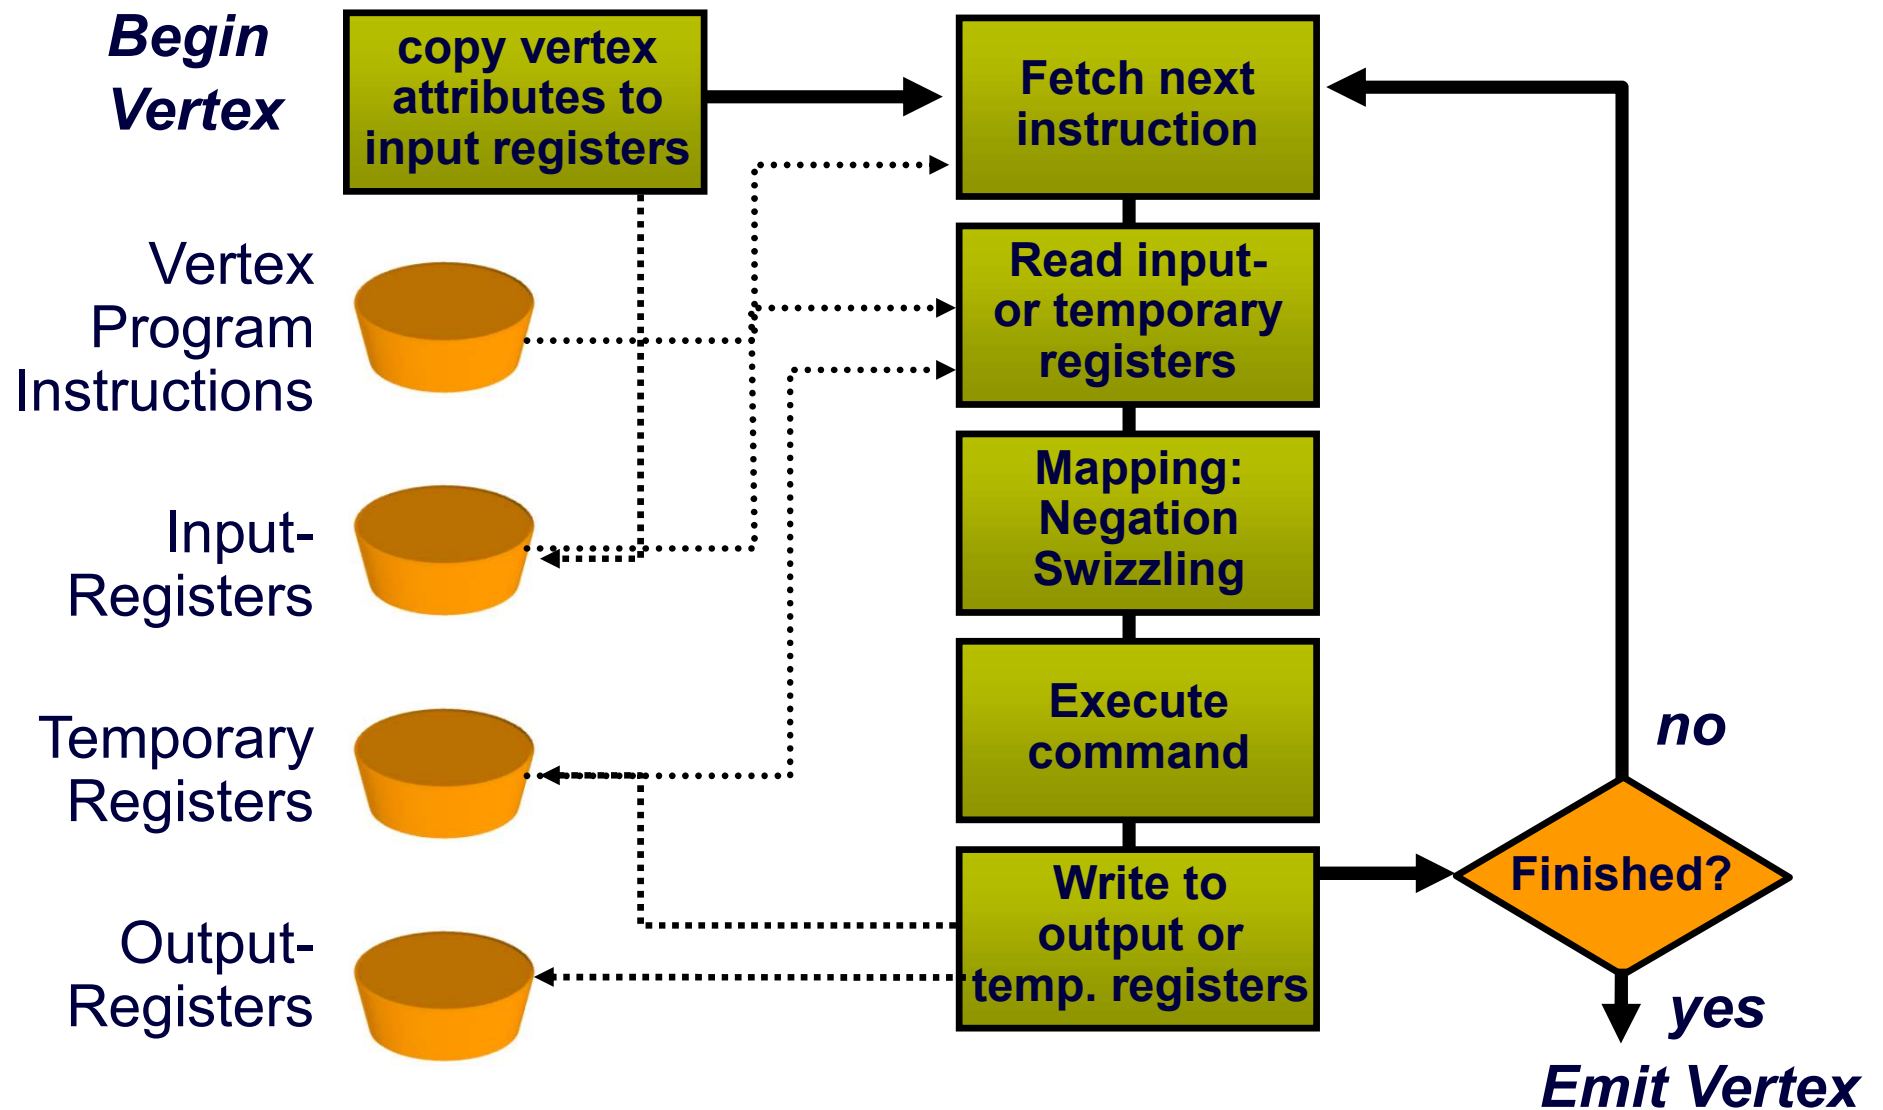 Begin
Vertex
copy vertex
attributes to
input registers
Fetch next
instruction
Vertex
Program
Instructions
Read input-
or temporary
registers
Input-
Registers
Mapping:
Negation
Swizzling
Temporary
Registers
Execute
command
no
Output-
Registers
Write to
output or
temp. registers
Finished?
yes
Emit Vertex